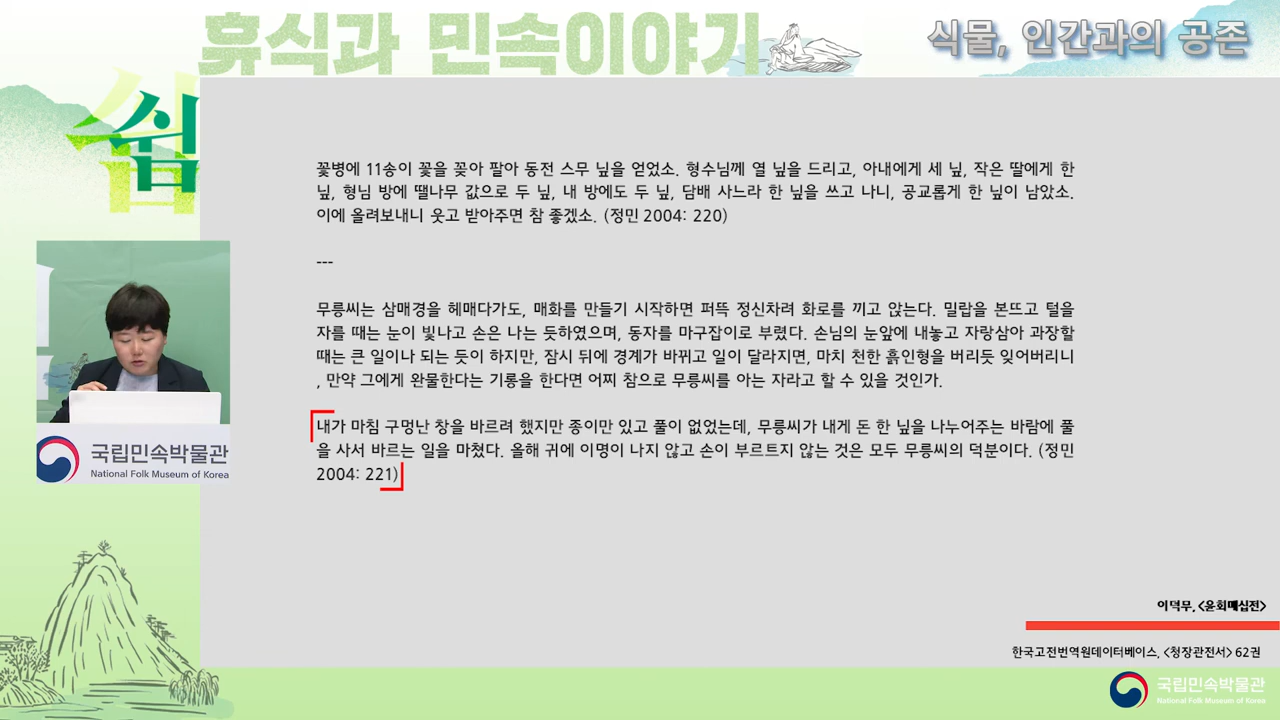 휴식과 민속이야기
식물, 인간과의 공존
쉼
꽃병에 11송이 꽃을 꽂아 팔아 동전 스무 닢을 얻었소. 형수님께 열 닢을 드리고, 아내에게 세 닢, 작은 딸에게 한
닢, 형님 방에 땔나무 값으로 두 닢, 내 방에도 두 닢, 담배 사느라 한 닢을 쓰고 나니, 공교롭게 한 닢이 남았소.
이에 올려보내니 웃고 받아주면 참 좋겠소. (정민 2004: 220)
---
무릉씨는 삼매경을 헤매다가도, 매화를 만들기 시작하면 퍼뜩 정신차려 화로를 끼고 앉는다. 밀랍을 본뜨고 털을
자를 때는 눈이 빛나고 손은 나는 듯하였으며, 동자를 마구잡이로 부렸다. 손님의 눈앞에 내놓고 자랑삼아 과장할
때는 큰 일이나 되는 듯이 하지만, 잠시 뒤에 경계가 바뀌고 일이 달라지면, 마치 천한 흙인형을 버리듯 잊어버리니
, 만약 그에게 완물한다는 기롱을 한다면 어찌 참으로 무릉씨를 아는 자라고 할 수 있을 것인가.
내가 마침 구멍난 창을 바르려 했지만 종이만 있고 풀이 없었는데, 무릉씨가 내게 돈 한 닢을 나누어주는 바람에 풀
을 사서 바르는 일을 마쳤다. 올해 귀에 이명이 나지 않고 손이 부르트지 않는 것은 모두 무릉씨의 덕분이다. (정민
2004: 221)
국립민속박물관
National Folk Museum of Korea
이덕무, <윤회매십전>
한국고전번역원데이터베이스, <청장관전서> 62권
국립민속박물관
National Folk Museum of Korea